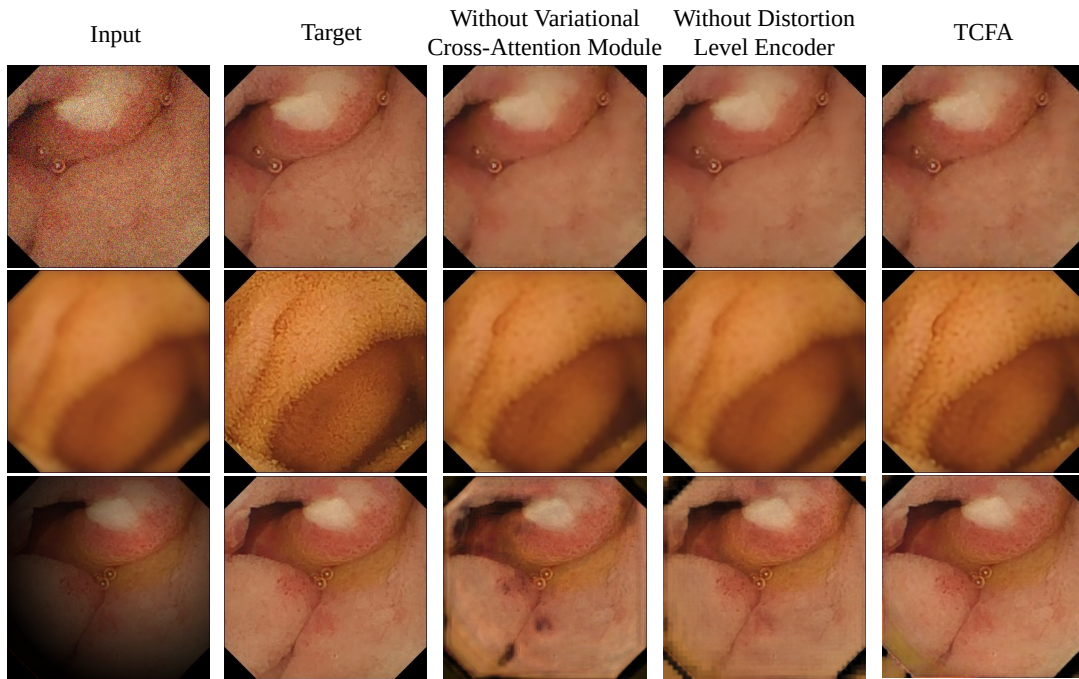 Input
Target
Without Variational
Cross-Attention Module
Without Distortion
Level Encoder
TCFA